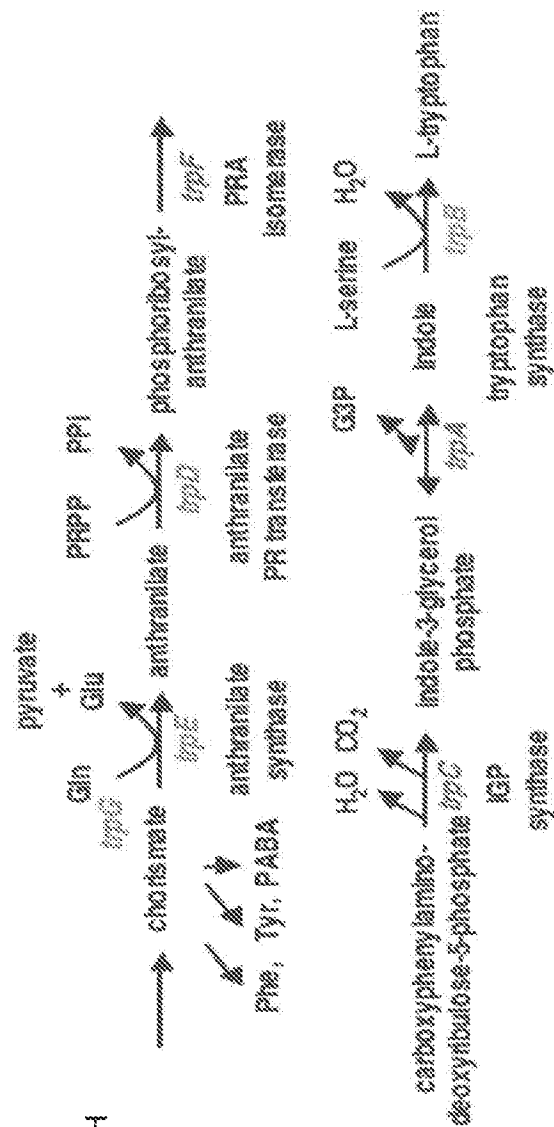 pyruvate
+
Gln Glu PRPP PPi
trpG
chorismate anthranilate phosphoribosyl-
anthranilate
trpE trpD trpF
Phe, Tyr, PABA anthranilate
synthase anthranilate
PR transferase PRA
isomerase
H₂O CO₂ G3P L-serine H₂O
carboxyphenylamino-
deoxyribulose-5-phosphate indole-3-glycerol
phosphate Indole L-tryptophan
trpC trpA trpB
IGP
synthase tryptophan
synthase